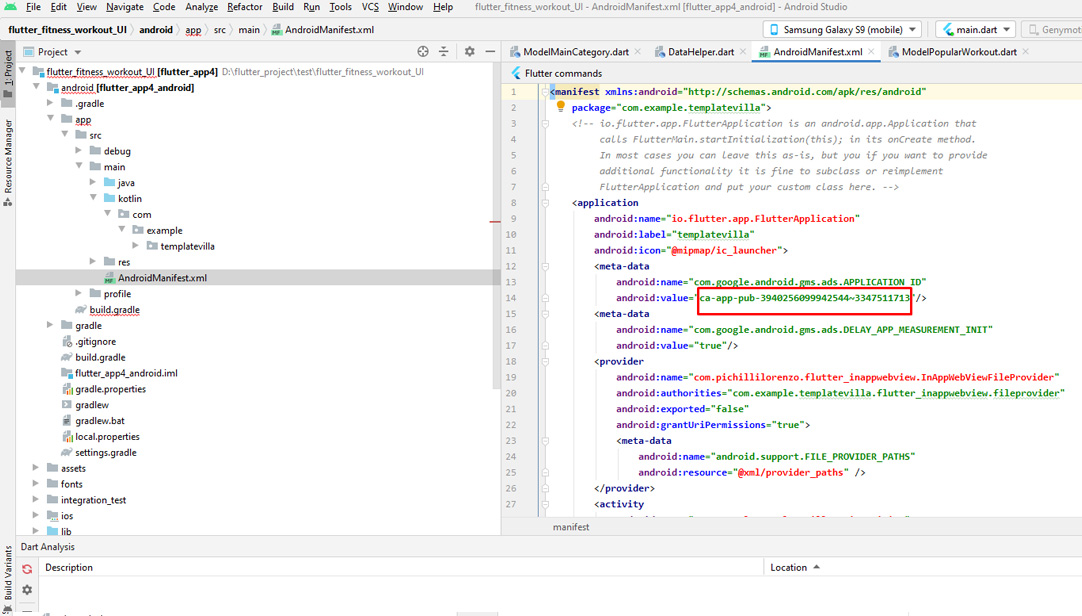 File Edit View Navigate Code Analyze Refactor Build Run Tools VCS Window Help flutter_fitness_workout_UI - AndroidManifest.xml [flutter_app4_android] - Android Studio
flutter_fitness_workout_UI android app src main AndroidManifest.xml Samsung Galaxy S9 (mobile) main.dart Genymoti
1: Project
Resource Manager
Build Variants
Project
flutter_fitness_workout_UI [flutter_app4] D:\flutter_project\test\flutter_fitness_workout_UI
android [flutter_app4_android]
.gradle
app
src
debug
main
java
kotlin
com
example
templatevilla
res
AndroidManifest.xml
profile
build.gradle
gradle
.gitignore
build.gradle
flutter_app4_android.iml
gradle.properties
gradlew
gradlew.bat
local.properties
settings.gradle
assets
fonts
integration_test
ios
lib
ModelMainCategory.dart DataHelper.dart AndroidManifest.xml ModelPopularWorkout.dart
Flutter commands
1 <manifest xmlns:android="http://schemas.android.com/apk/res/android"
2 package="com.example.templatevilla">
3 <!-- io.flutter.app.FlutterApplication is an android.app.Application that
4 calls FlutterMain.startInitialization(this); in its onCreate method.
5 In most cases you can leave this as-is, but you if you want to provide
6 additional functionality it is fine to subclass or reimplement
7 FlutterApplication and put your custom class here. -->
8 <application
9 android:name="io.flutter.app.FlutterApplication"
10 android:label="templatevilla"
11 android:icon="@mipmap/ic_launcher">
12 <meta-data
13 android:name="com.google.android.gms.ads.APPLICATION_ID"
14 android:value="ca-app-pub-3940256099942544~3347511713"/>
15 <meta-data
16 android:name="com.google.android.gms.ads.DELAY_APP_MEASUREMENT_INIT"
17 android:value="true"/>
18 <provider
19 android:name="com.pichillilorenzo.flutter_inappwebview.InAppWebViewFileProvider"
20 android:authorities="com.example.templatevilla.flutter_inappwebview.fileprovider"
21 android:exported="false"
22 android:grantUriPermissions="true">
23 <meta-data
24 android:name="android.support.FILE_PROVIDER_PATHS"
25 android:resource="@xml/provider_paths" />
26 </provider>
27 <activity
manifest
Dart Analysis
Description Location